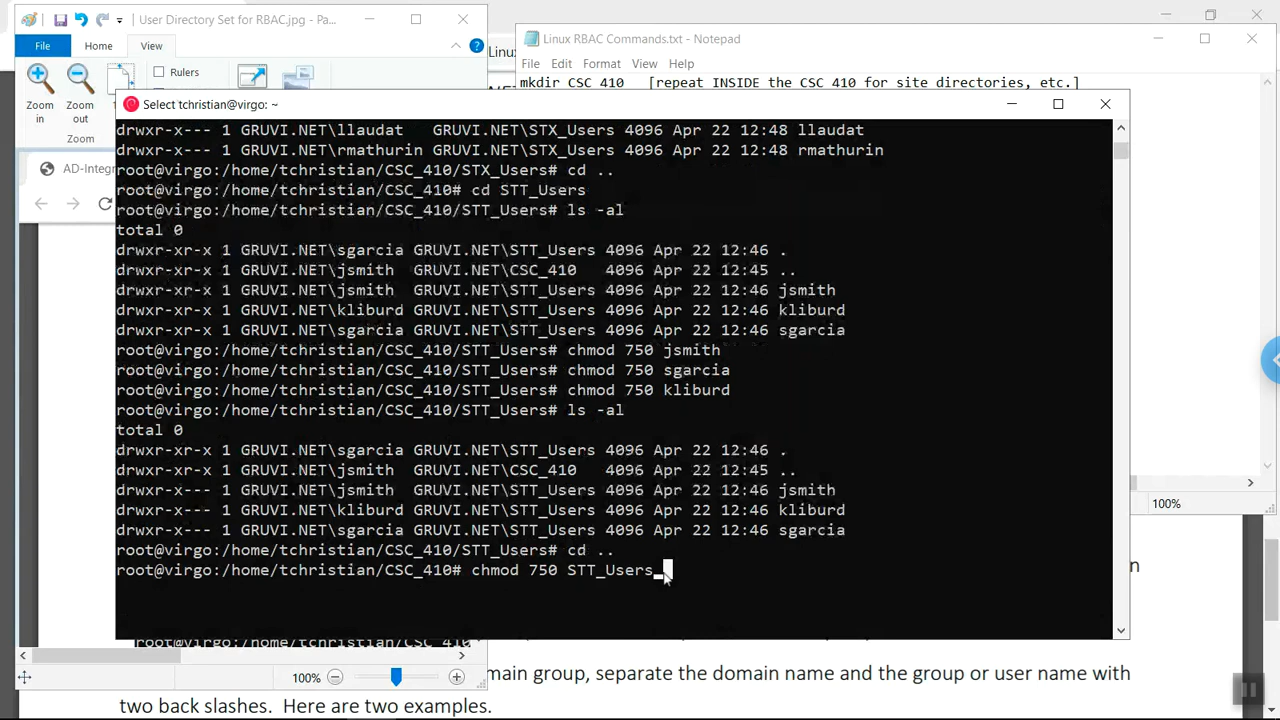 User Directory Set for RBAC.jpg - Pa...
File Home View
Rulers
Zoom in
Zoom out
Zoom
Linux RBAC Commands.txt - Notepad
File Edit Format View Help
mkdir CSC_410 [repeat INSIDE the CSC_410 for site directories, etc.]
Linux
AD-Integr
Select tchristian@virgo: ~
drwxr-x--- 1 GRUVI.NET\llaudat GRUVI.NET\STX_Users 4096 Apr 22 12:48 llaudat
drwxr-x--- 1 GRUVI.NET\rmathurin GRUVI.NET\STX_Users 4096 Apr 22 12:48 rmathurin
root@virgo:/home/tchristian/CSC_410/STX_Users# cd ..
root@virgo:/home/tchristian/CSC_410# cd STT_Users
root@virgo:/home/tchristian/CSC_410/STT_Users# ls -al
total 0
drwxr-xr-x 1 GRUVI.NET\sgarcia GRUVI.NET\STT_Users 4096 Apr 22 12:46 .
drwxr-xr-x 1 GRUVI.NET\jsmith GRUVI.NET\CSC_410 4096 Apr 22 12:45 ..
drwxr-xr-x 1 GRUVI.NET\jsmith GRUVI.NET\STT_Users 4096 Apr 22 12:46 jsmith
drwxr-xr-x 1 GRUVI.NET\kliburd GRUVI.NET\STT_Users 4096 Apr 22 12:46 kliburd
drwxr-xr-x 1 GRUVI.NET\sgarcia GRUVI.NET\STT_Users 4096 Apr 22 12:46 sgarcia
root@virgo:/home/tchristian/CSC_410/STT_Users# chmod 750 jsmith
root@virgo:/home/tchristian/CSC_410/STT_Users# chmod 750 sgarcia
root@virgo:/home/tchristian/CSC_410/STT_Users# chmod 750 kliburd
root@virgo:/home/tchristian/CSC_410/STT_Users# ls -al
total 0
drwxr-xr-x 1 GRUVI.NET\sgarcia GRUVI.NET\STT_Users 4096 Apr 22 12:46 .
drwxr-xr-x 1 GRUVI.NET\jsmith GRUVI.NET\CSC_410 4096 Apr 22 12:45 ..
drwxr-x--- 1 GRUVI.NET\jsmith GRUVI.NET\STT_Users 4096 Apr 22 12:46 jsmith
drwxr-x--- 1 GRUVI.NET\kliburd GRUVI.NET\STT_Users 4096 Apr 22 12:46 kliburd
drwxr-x--- 1 GRUVI.NET\sgarcia GRUVI.NET\STT_Users 4096 Apr 22 12:46 sgarcia
root@virgo:/home/tchristian/CSC_410/STT_Users# cd ..
root@virgo:/home/tchristian/CSC_410# chmod 750 STT_Users_
100%
root@virgo:/home/tchristian/CSC_410
100%
main group, separate the domain name and the group or user name with
two back slashes. Here are two examples.